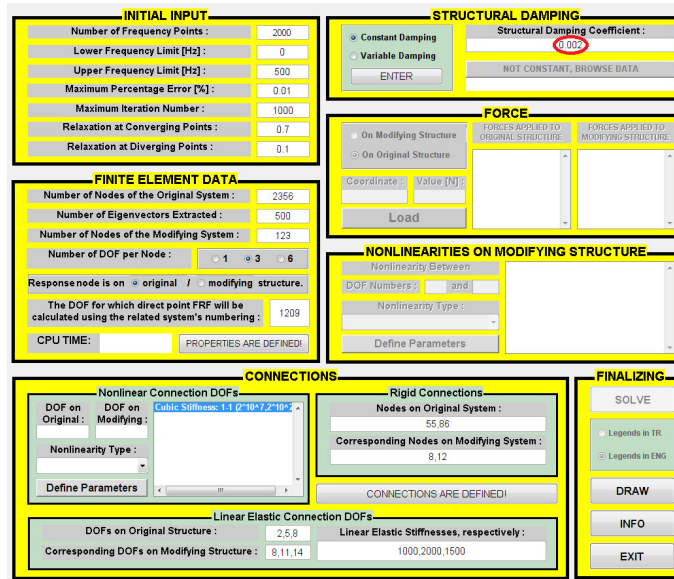 INITIAL INPUT
Number of Frequency Points : 2000
Lower Frequency Limit [Hz] : 0
Upper Frequency Limit [Hz] : 500
Maximum Percentage Error [%] : 0.01
Maximum Iteration Number : 1000
Relaxation at Converging Points : 0.7
Relaxation at Diverging Points : 0.1
STRUCTURAL DAMPING
Constant Damping
Variable Damping
ENTER
Structural Damping Coefficient :
0.002
NOT CONSTANT, BROWSE DATA
FORCE
On Modifying Structure
On Original Structure
FORCES APPLIED TO
ORIGINAL STRUCTURE
FORCES APPLIED TO
MODIFYING STRUCTURE
Coordinate : Value [N] :
Load
FINITE ELEMENT DATA
Number of Nodes of the Original System : 2356
Number of Eigenvectors Extracted : 500
Number of Nodes of the Modifying System : 123
Number of DOF per Node : 1 3 6
Response node is on original / modifying structure.
The DOF for which direct point FRF will be
calculated using the related system's numbering : 1209
CPU TIME: PROPERTIES ARE DEFINED!
NONLINEARITIES ON MODIFYING STRUCTURE
Nonlinearity Between
DOF Numbers : and
Nonlinearity Type :
Define Parameters
CONNECTIONS
Nonlinear Connection DOFs
DOF on
Original :
DOF on
Modifying :
Cubic Stiffness: 1-1 (2*10^7,2*10^2
Nonlinearity Type :
Define Parameters
Rigid Connections
Nodes on Original System :
55,86
Corresponding Nodes on Modifying System :
8,12
CONNECTIONS ARE DEFINED!
Linear Elastic Connection DOFs
DOFs on Original Structure : 2,5,8
Corresponding DOFs on Modifying Structure : 8,11,14
Linear Elastic Stiffnesses, respectively :
1000,2000,1500
FINALIZING
SOLVE
Legends in TR
Legends in ENG
DRAW
INFO
EXIT